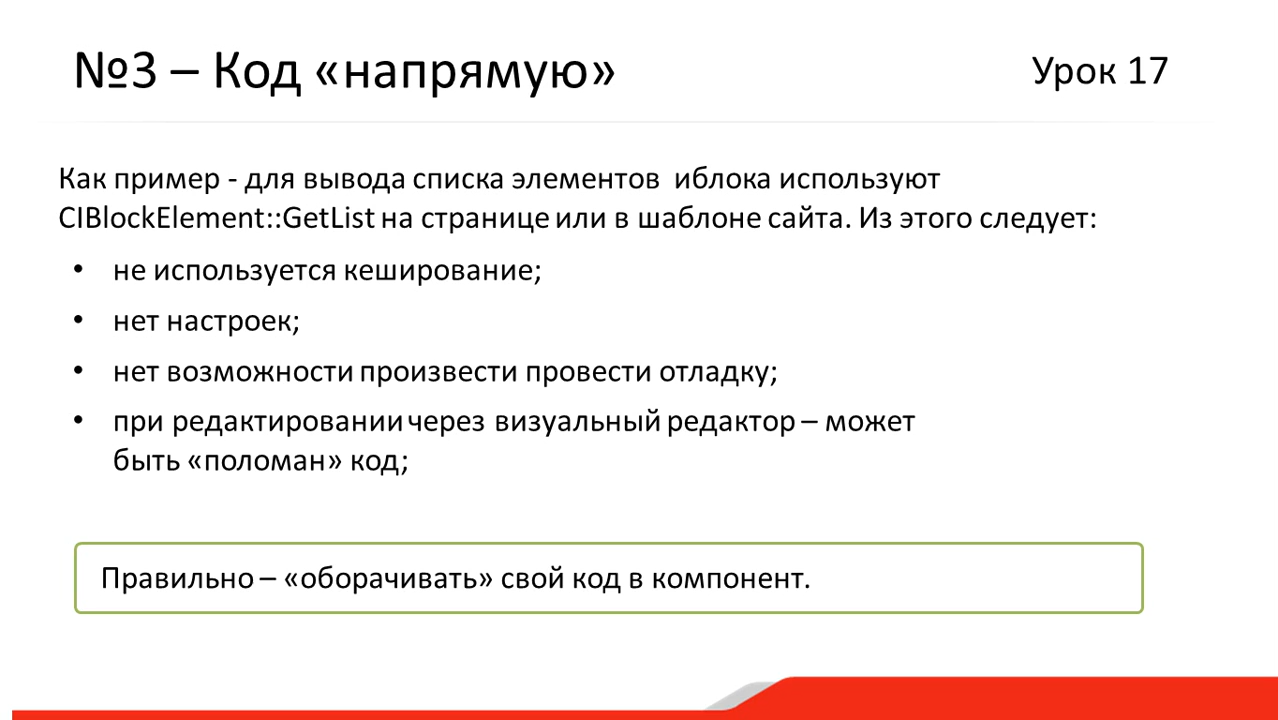 №3 – Код «напрямую»
Урок 17
Как пример - для вывода списка элементов иблока используют
CIBlockElement::GetList на странице или в шаблоне сайта. Из этого следует:
• не используется кеширование;
• нет настроек;
• нет возможности произвести провести отладку;
• при редактировании через визуальный редактор – может
быть «поломан» код;
Правильно – «оборачивать» свой код в компонент.